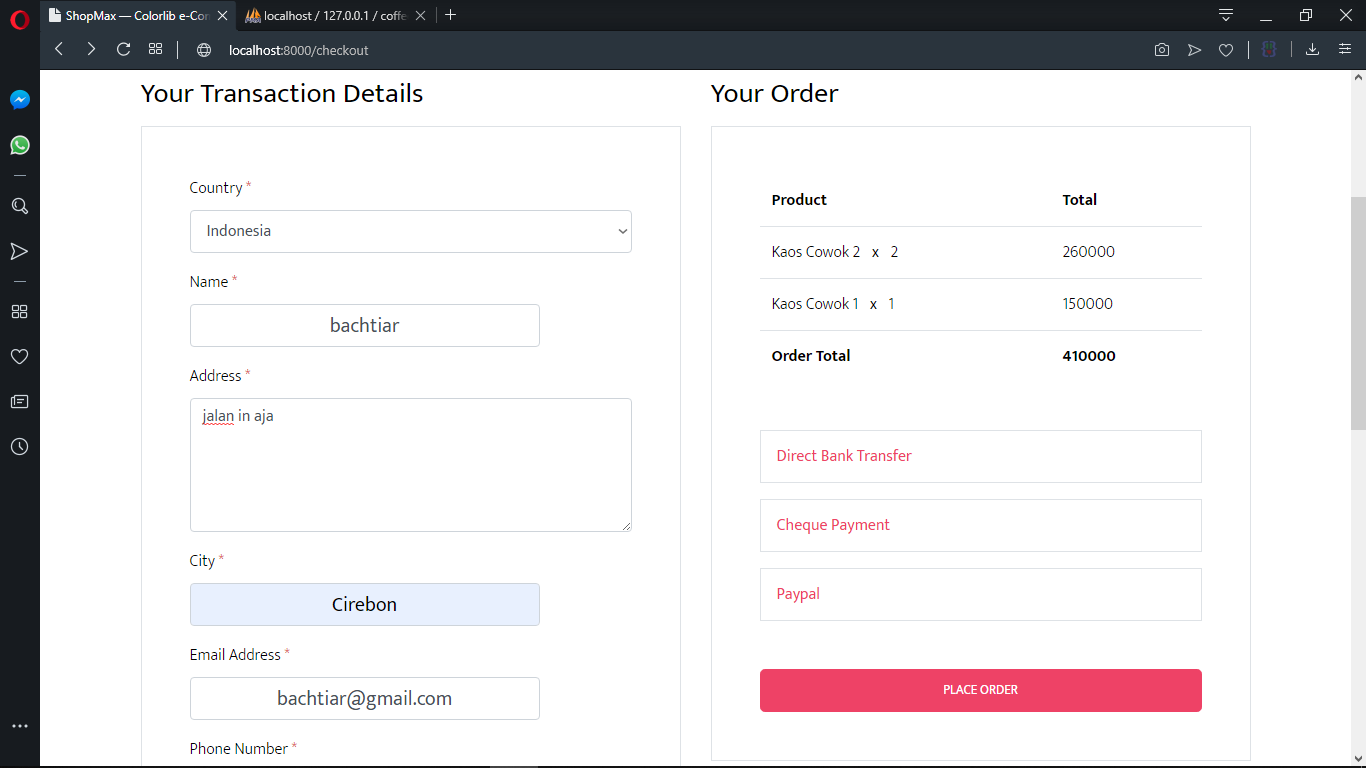 ShopMax — Colorlib e-Cor
localhost / 127.0.0.1 / coffe
localhost:8000/checkout
Your Transaction Details
Country *
Indonesia
Name *
bachtiar
Address *
jalan in aja
City *
Cirebon
Email Address *
bachtiar@gmail.com
Phone Number *
Your Order
Product Total
Kaos Cowok 2 x 2 260000
Kaos Cowok 1 x 1 150000
Order Total 410000
Direct Bank Transfer
Cheque Payment
Paypal
PLACE ORDER